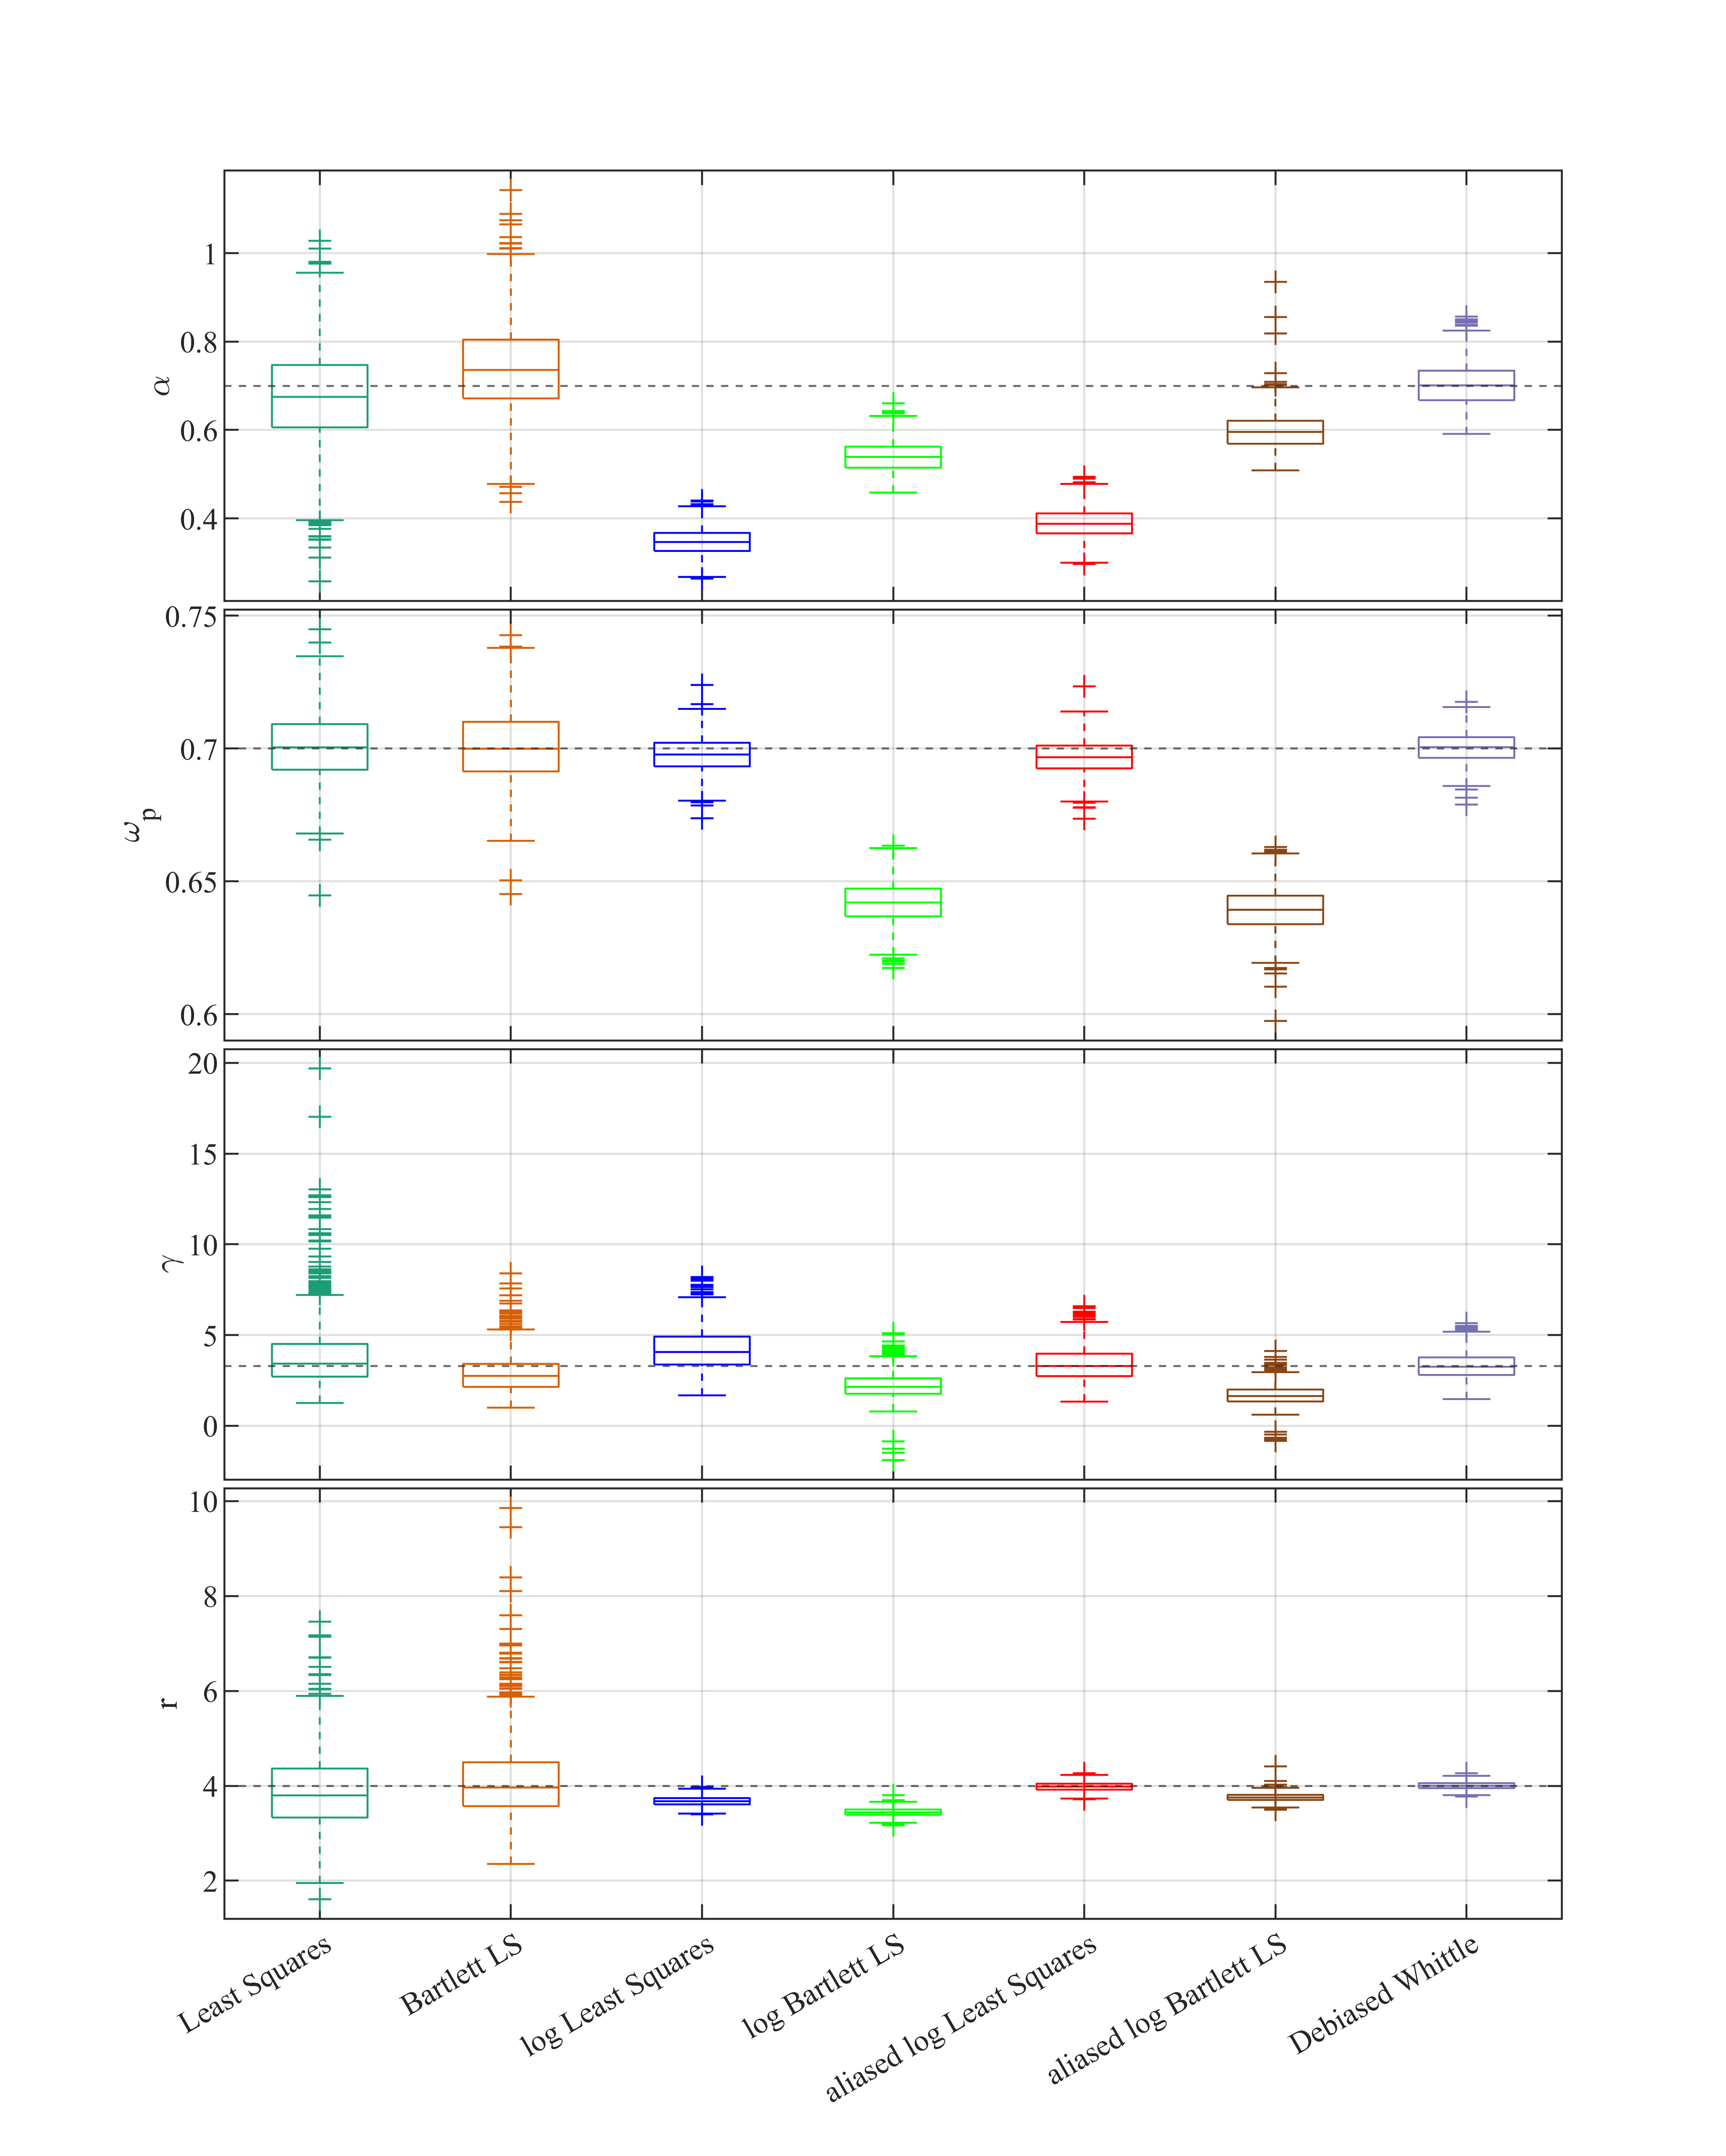 1
0.8
0.6
0.4
α
0.75
0.7
0.65
0.6
ω_p
20
15
10
5
0
γ
10
8
6
4
2
r
Least Squares
Bartlett LS
log Least Squares
log Bartlett LS
aliased log Least Squares
aliased log Bartlett LS
Debiased Whittle